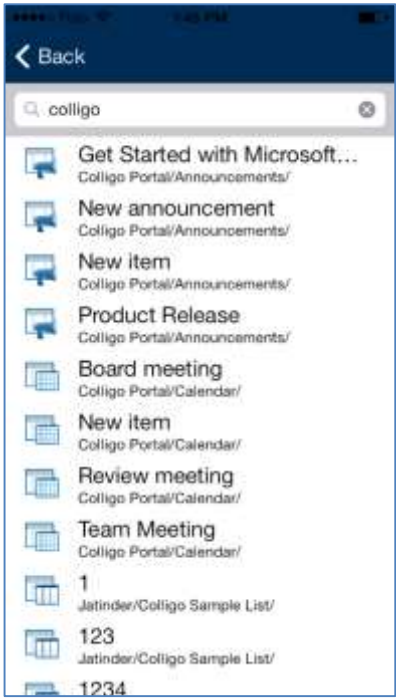 Back
colligo
Get Started with Microsoft...
Colligo Portal/Announcements/
New announcement
Colligo Portal/Announcements/
New item
Colligo Portal/Announcements/
Product Release
Colligo Portal/Announcements/
Board meeting
Colligo Portal/Calendar/
New item
Colligo Portal/Calendar/
Review meeting
Colligo Portal/Calendar/
Team Meeting
Colligo Portal/Calendar/
1
Jatinder/Colligo Sample List/
123
Jatinder/Colligo Sample List/
1234